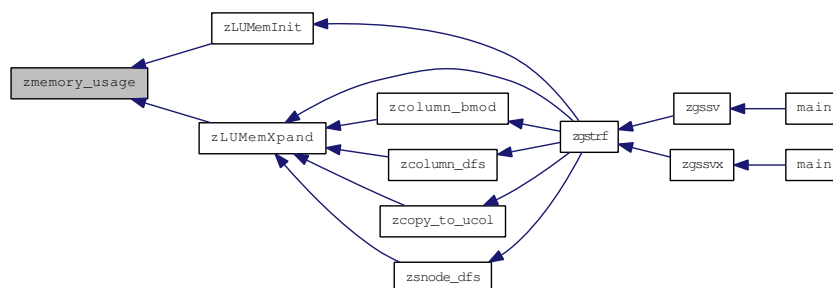 zmemory_usage
zLUMemInit
zLUMemXpand
zcolumn_bmod
zcolumn_dfs
zcopy_to_ucol
zsnode_dfs
zgstrf
zgssv
zgssvx
main
main